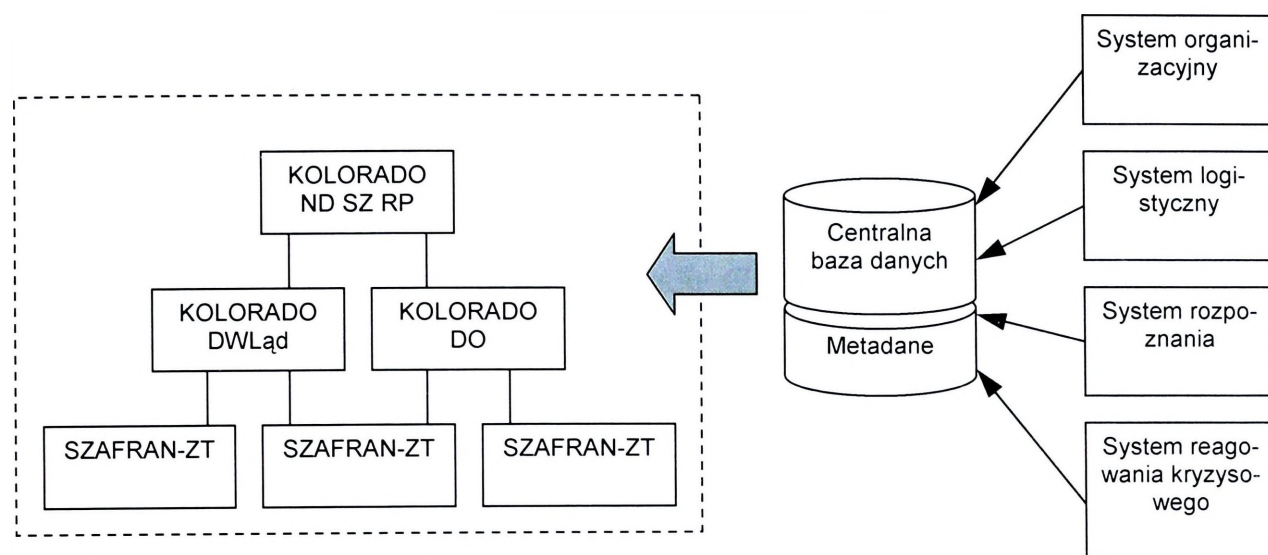 KOLORADO
ND SZ RP
KOLORADO
DWLąd
KOLORADO
DO
SZAFRAN-ZT
SZAFRAN-ZT
SZAFRAN-ZT
Centralna
baza danych
Metadane
System organi-
zacyjny
System logi-
styczny
System rozpo-
znania
System reago-
wania kryzyso-
wego